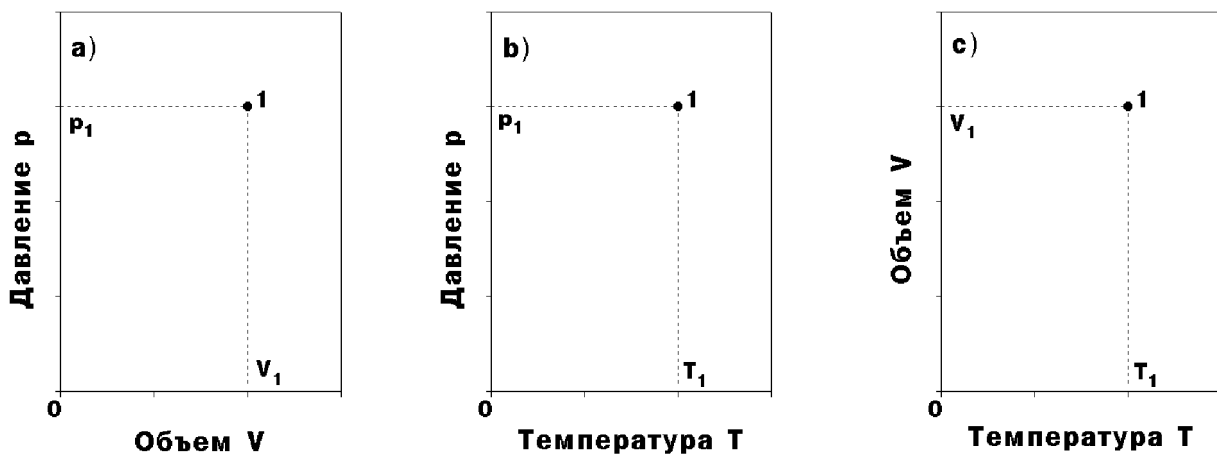 a)
1
p₁
Давление p
V₁
0
Объем V
b)
1
p₁
Давление p
T₁
0
Температура T
c)
1
V₁
Объем V
T₁
0
Температура T